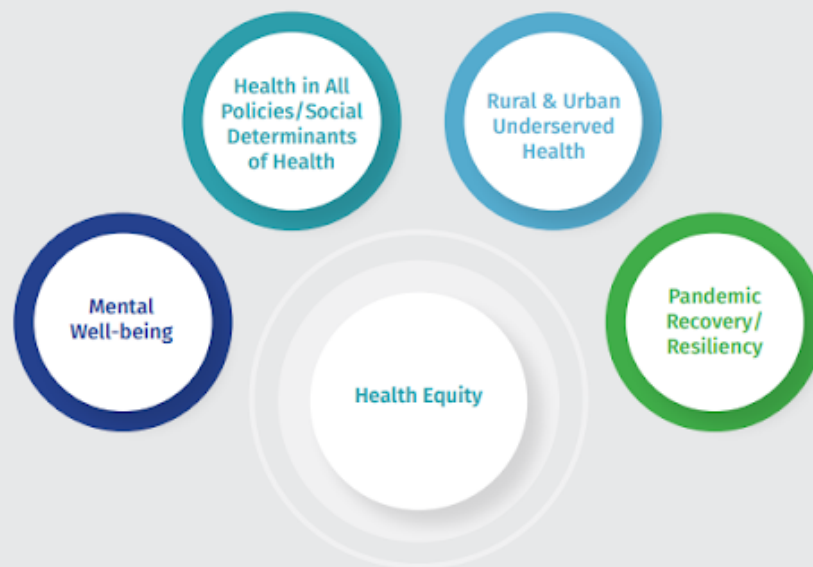 Health in All
Policies/Social
Determinants
of Health
Rural & Urban
Underserved
Health
Mental
Well-being
Pandemic
Recovery/
Resiliency
Health Equity